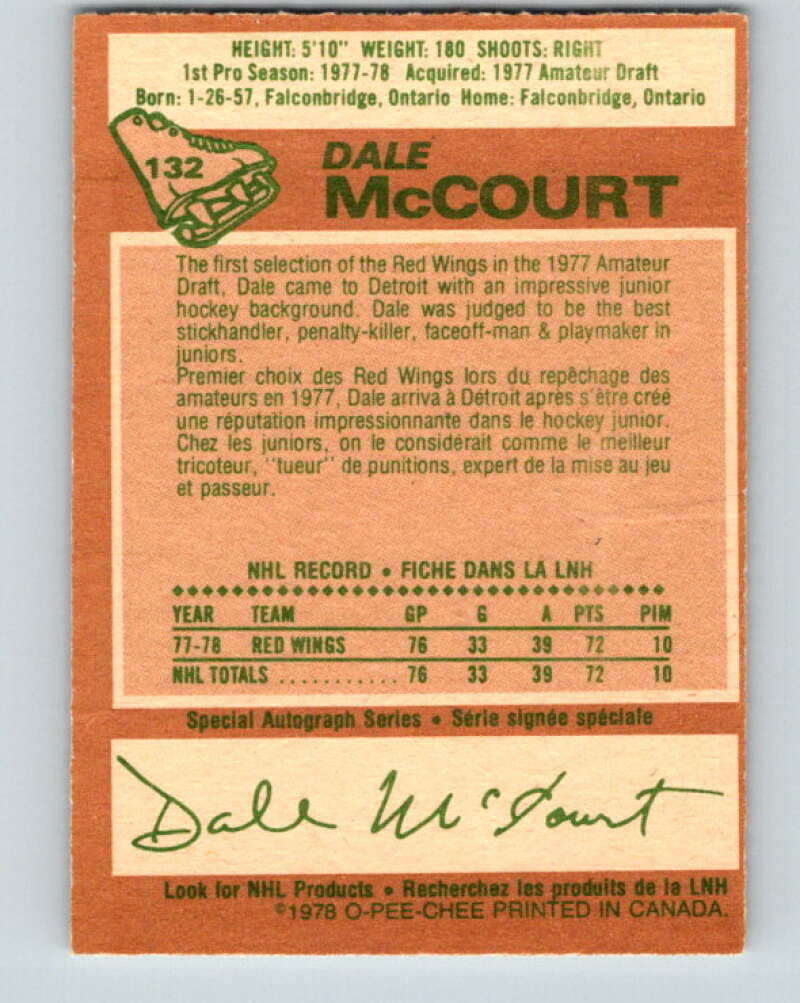 HEIGHT: 5'10" WEIGHT: 180 SHOOTS: RIGHT
1st Pro Season: 1977-78 Acquired: 1977 Amateur Draft
Born: 1-26-57, Falconbridge, Ontario Home: Falconbridge, Ontario
132
DALE
McCOURT
The first selection of the Red Wings in the 1977 Amateur
Draft, Dale came to Detroit with an impressive junior
hockey background. Dale was judged to be the best
stickhandler, penalty-killer, faceoff-man & playmaker in
juniors.
Premier choix des Red Wings lors du repêchage des
amateurs en 1977, Dale arriva à Détroit après s'être créé
une réputation impressionnante dans le hockey junior.
Chez les juniors, on le considérait comme le meilleur
tricoteur, ''tueur'' de punitions, expert de la mise au jeu
et passeur.
NHL RECORD • FICHE DANS LA LNH
YEAR TEAM GP G A PTS PIM
77-78 RED WINGS 76 33 39 72 10
NHL TOTALS ........... 76 33 39 72 10
Special Autograph Series • Série signée spéciale
Dale McCourt
Look for NHL Products • Recherchez les produits de la LNH
©1978 O-PEE-CHEE PRINTED IN CANADA.